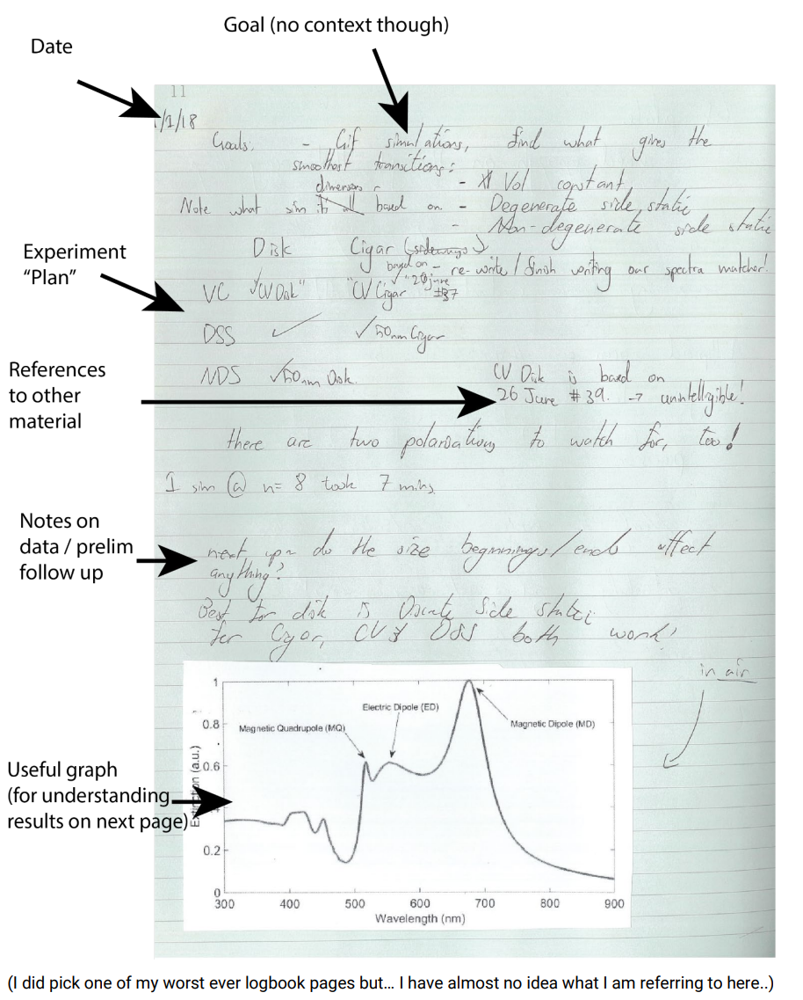 Goal (no context though)
Date
11
/1/18
Goals: - Gif simulations, find what gives the
smoothest transitions:
dimensions - Vol constant
Note what sim it's all based on - Degenerate side, static
- Non-degenerate side static
Experiment
"Plan"
Disk Cigar (sideways)
based on - re-write / finish writing our spectra matcher!
VC ✓"CV Disk" "CV Cigar" ✓ "26 June #37
DSS ✓ ✓ 50nm Cigar
NDS ✓50nm Disk. CV Disk is based on
26 June #39. → unintelligible!
References
to other
material
there are two polarisations to watch for, too!
1 sim @ n= 8 took 7 mins
Notes on
data / prelim
follow up
next up ~ do the size beginnings / ends affect
anything?
Best for disk is Discrete Side static
for Cigar, CV & DSS both work!
in air
Useful graph
(for understanding
results on next page)
Extinction (a.u.)
1
0.8
0.6
0.2
0
Magnetic Quadrupole (MQ)
Electric Dipole (ED)
Magnetic Dipole (MD)
300 400 500 600 700 800 900
Wavelength (nm)
(I did pick one of my worst ever logbook pages but... I have almost no idea what I am referring to here..)